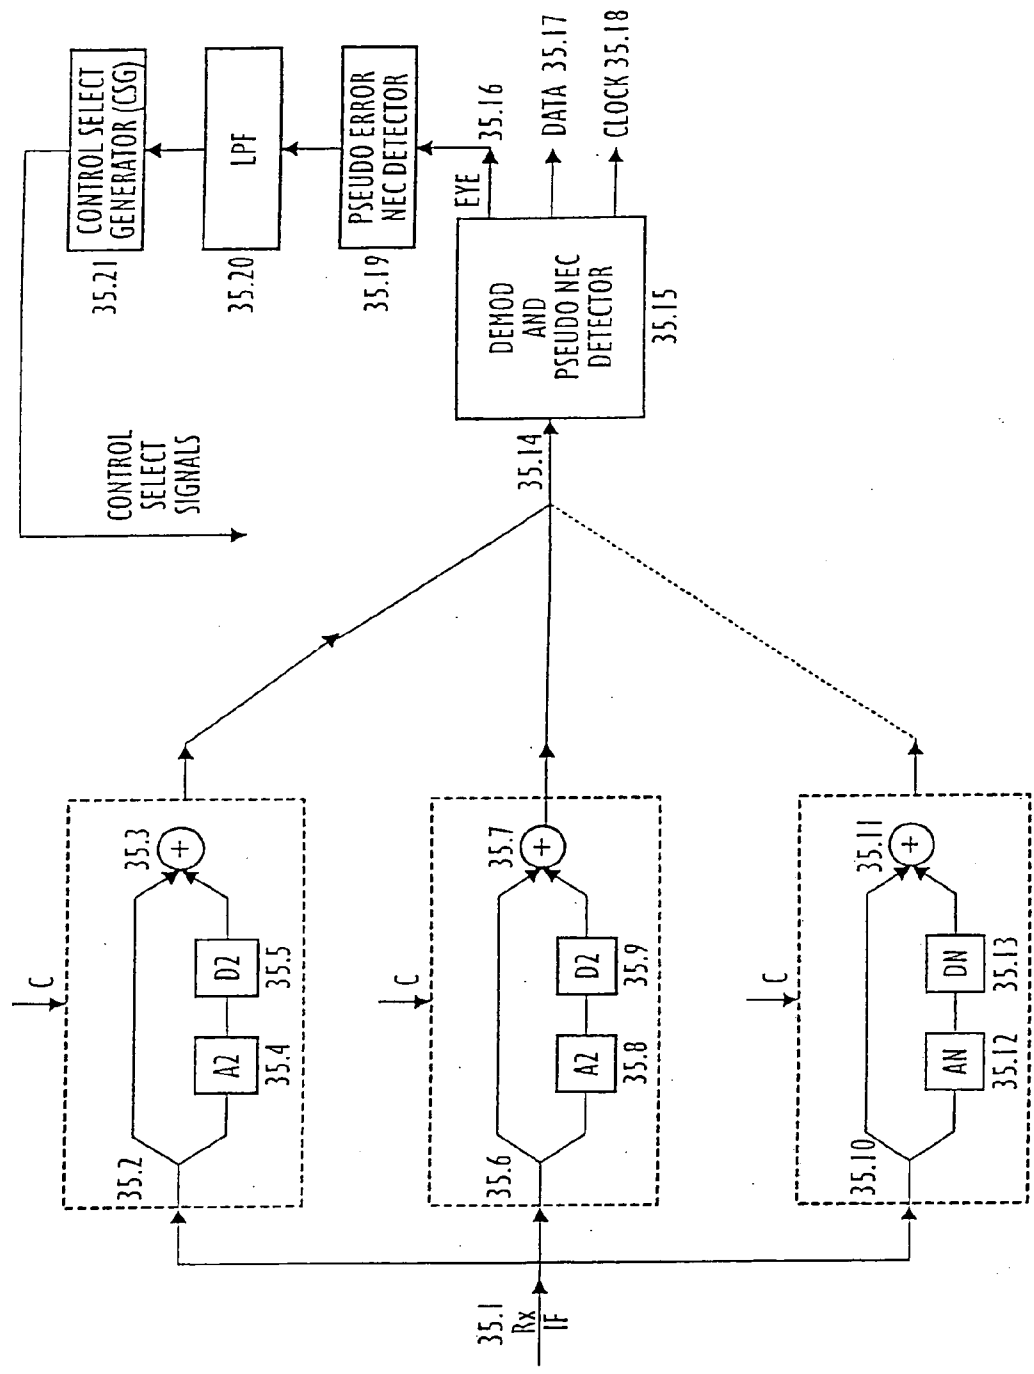 35.1
Rx
IF
35.2
35.3
A2
35.4
D2
35.5
C
35.6
35.7
A2
35.8
D2
35.9
C
35.10
35.11
AN
35.12
DN
35.13
C
35.14
DEMOD
AND
PSEUDO NEC
DETECTOR
35.15
EYE
35.16
DATA 35.17
CLOCK 35.18
PSEUDO ERROR
NEC DETECTOR
35.19
LPF
35.20
CONTROL SELECT
GENERATOR (CSG)
35.21
CONTROL
SELECT
SIGNALS